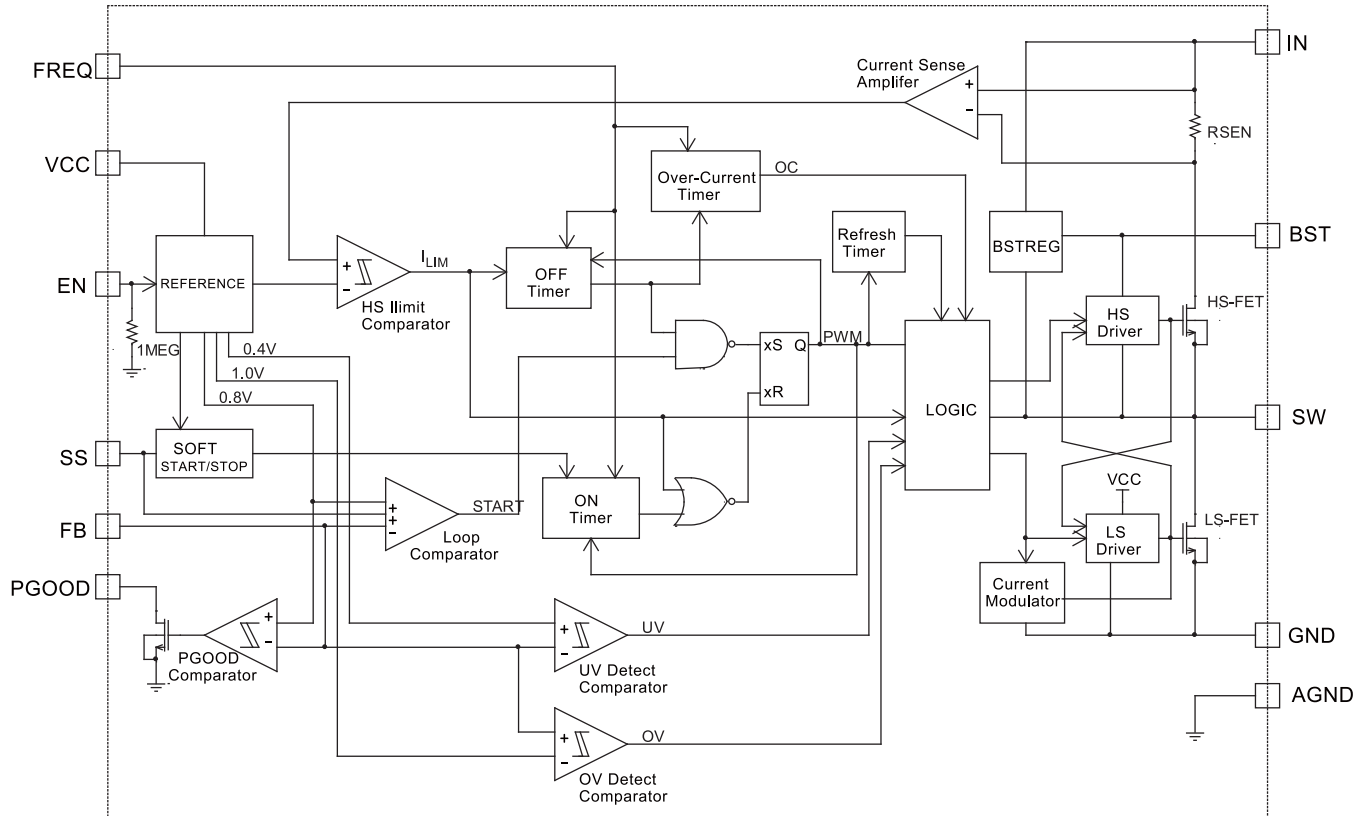 IN
FREQ
Current Sense
Amplifer
+
-
RSEN
VCC
Over-Current
Timer
OC
BST
Refresh
Timer
BSTREG
EN
REFERENCE
+
-
ILIM
HS Ilimit
Comparator
OFF
Timer
HS
Driver
HS-FET
1MEG
0.4V
1.0V
0.8V
xS Q
xR
PWM
LOGIC
SW
SS
SOFT
START/STOP
VCC
+
+
+
-
START
Loop
Comparator
ON
Timer
LS
Driver
LS-FET
FB
PGOOD
Current
Modulator
+
-
PGOOD
Comparator
+
-
UV
UV Detect
Comparator
GND
AGND
+
-
OV
OV Detect
Comparator